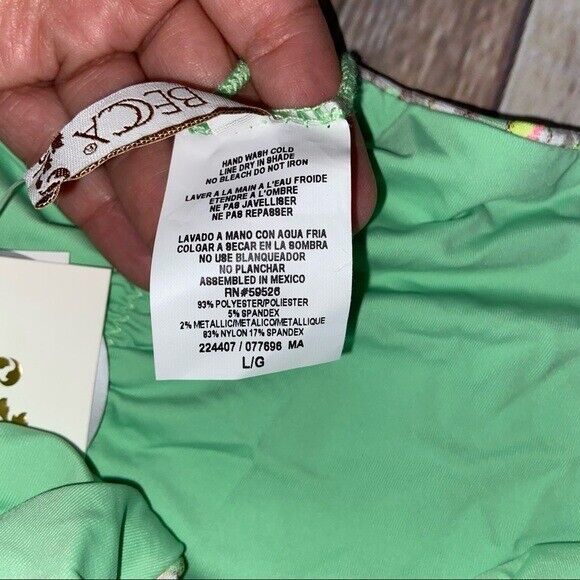 BECCA®
HAND WASH COLD
LINE DRY IN SHADE
NO BLEACH DO NOT IRON
LAVER A LA MAIN A L'EAU FROIDE
ETENDRE A L'OMBRE
NE PAS JAVELLISER
NE PAS REPASSER
LAVADO A MANO CON AGUA FRIA
COLGAR A SECAR EN LA SOMBRA
NO USE BLANQUEADOR
NO PLANCHAR
ASSEMBLED IN MEXICO
RN#59526
93% POLYESTER/POLIESTER
5% SPANDEX
2% METALLIC/METALICO/METALLIQUE
83% NYLON 17% SPANDEX
224407 / 077696 MA
L/G